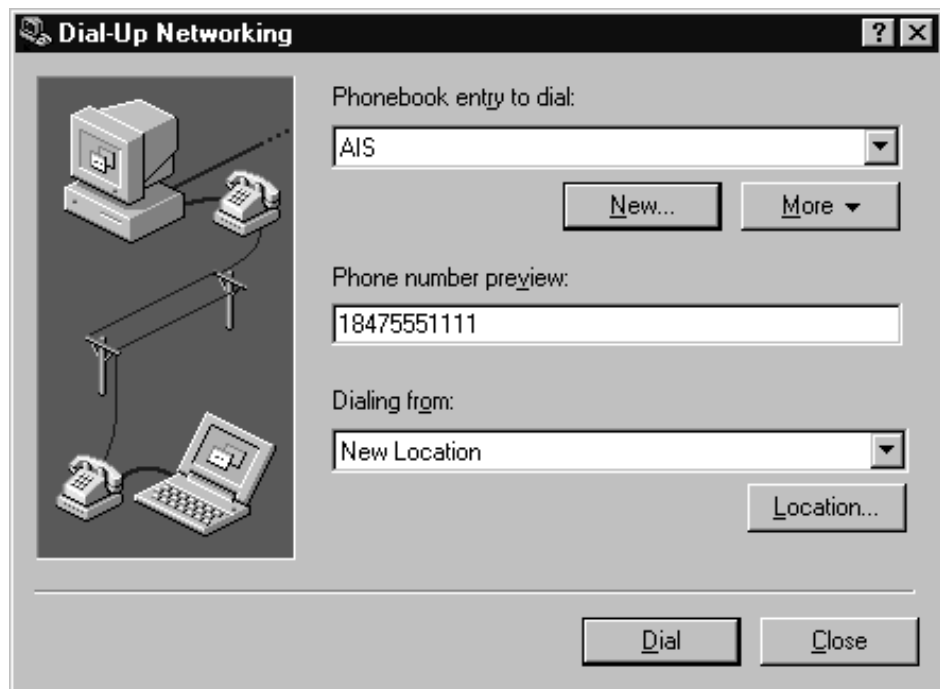 Dial-Up Networking
Phonebook entry to dial:
AIS
New... More
Phone number preview:
18475551111
Dialing from:
New Location
Location...
Dial Close